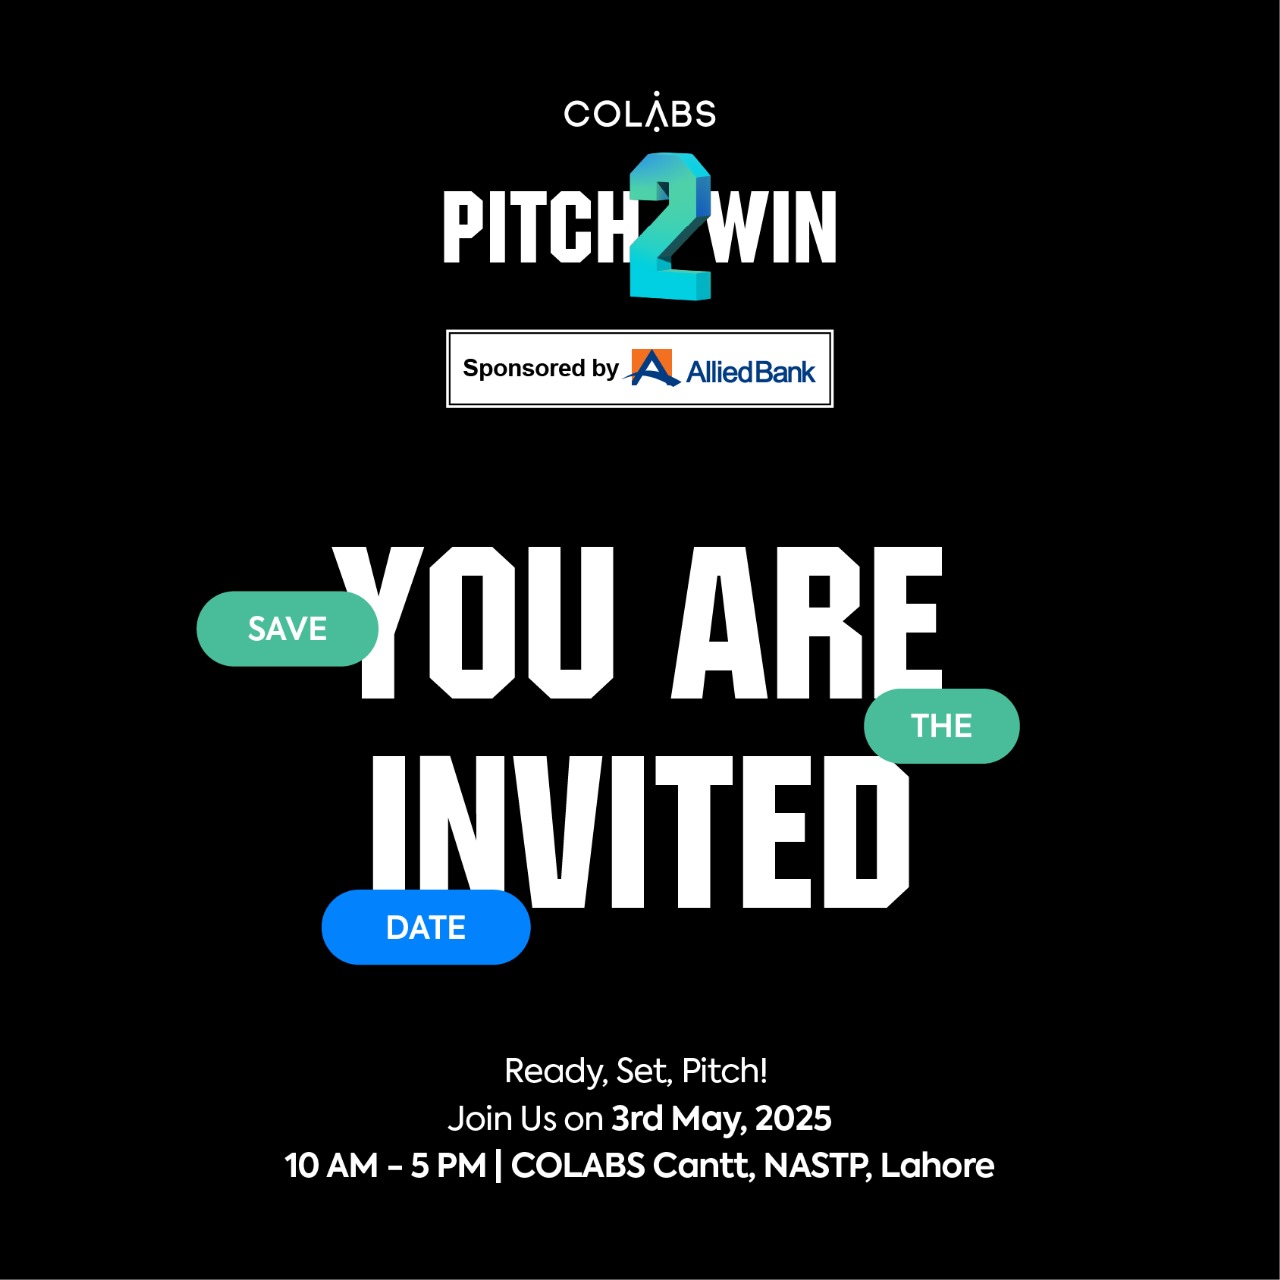 COLABS
PITCH2WIN
Sponsored by AlliedBank
YOU ARE
SAVE
THE
INVITED
DATE
Ready, Set, Pitch!
Join Us on 3rd May, 2025
10 AM - 5 PM | COLABS Cantt, NASTP, Lahore